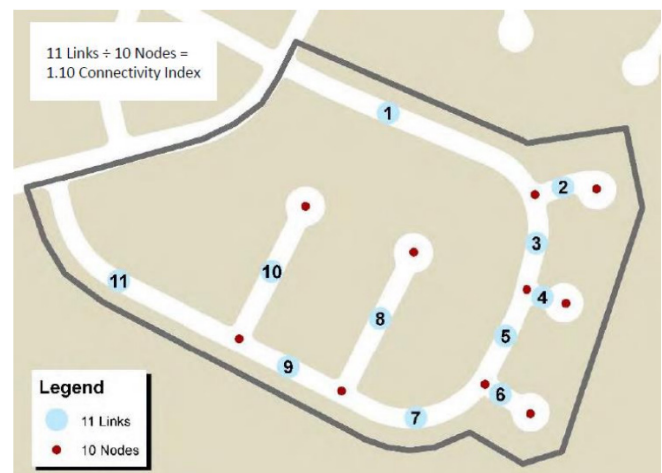 11 Links ÷ 10 Nodes =
1.10 Connectivity Index
1
2
3
4
5
6
7
8
9
10
11
Legend
11 Links
10 Nodes